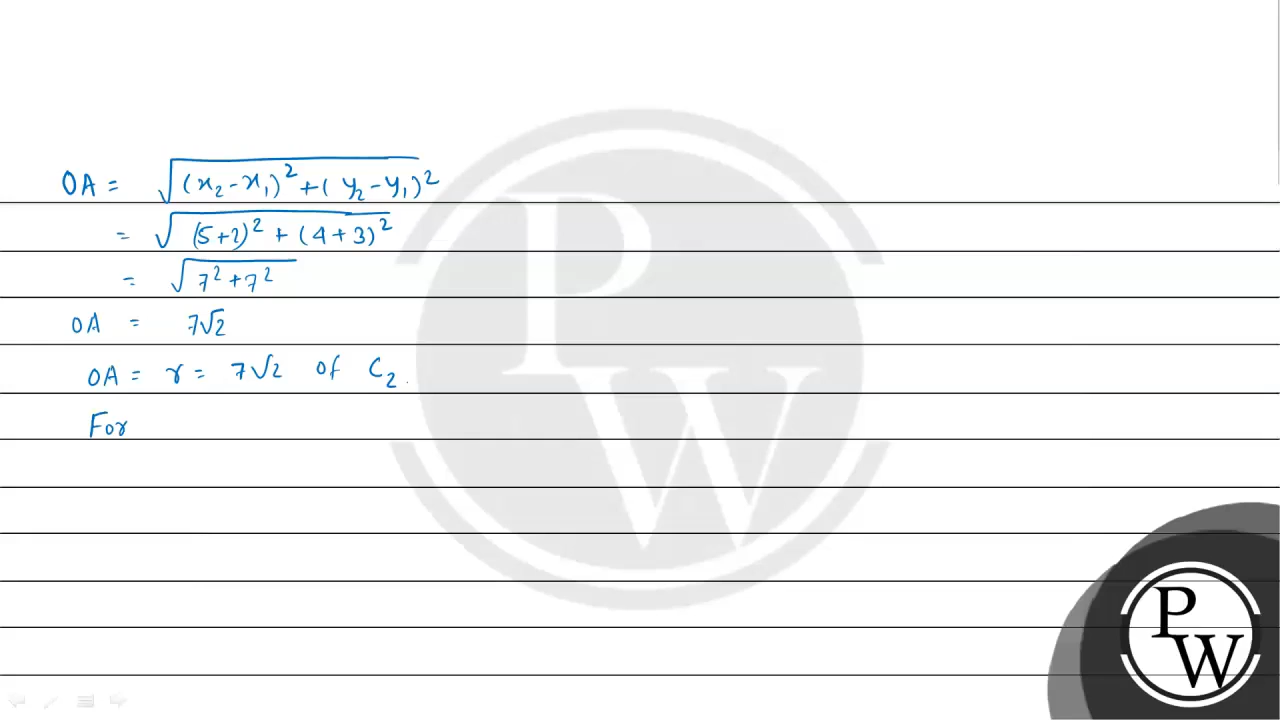 OA = √(x₂-x₁)²+(y₂-y₁)²
= √(5+2)²+(4+3)²
= √7²+7²
OA = 7√2
OA = r = 7√2 of C₂.
For
P
W
P
W